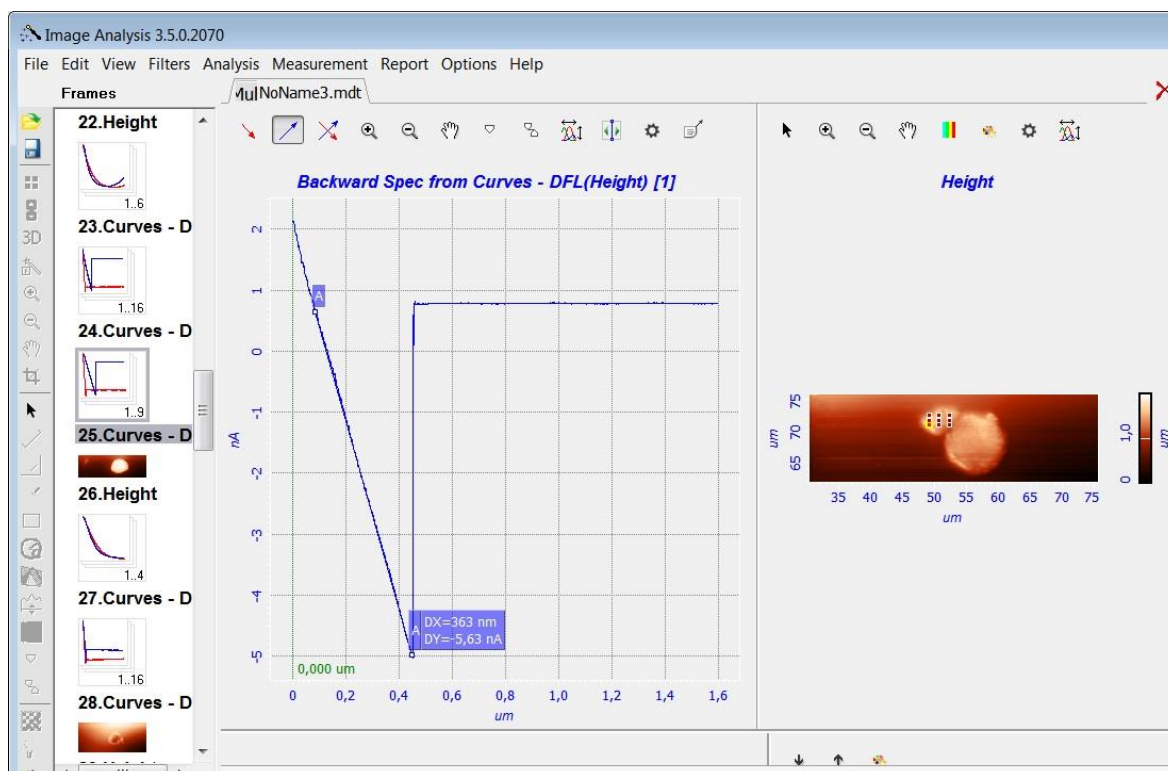 Image Analysis 3.5.0.2070
File Edit View Filters Analysis Measurement Report Options Help
Frames
NoName3.mdt
22.Height
1..6
23.Curves - D
1..16
24.Curves - D
1..9
25.Curves - D
26.Height
1..4
27.Curves - D
1..16
28.Curves - D
3D
Backward Spec from Curves - DFL(Height) [1]
2
1
0
-1
-2
-3
-4
-5
nA
A
A
DX=363 nm
DY=-5,63 nA
0,000 um
0 0,2 0,4 0,6 0,8 1,0 1,2 1,4 1,6
um
Height
75
70
65
um
35 40 45 50 55 60 65 70 75
um
1,0
0
um